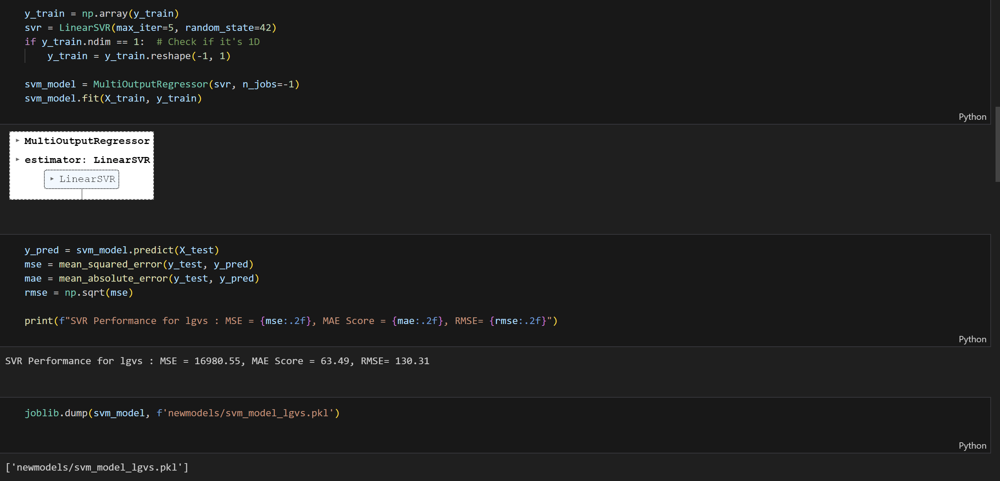 y_train = np.array(y_train)
svr = LinearSVR(max_iter=5, random_state=42)
if y_train.ndim == 1:  # Check if it's 1D
    y_train = y_train.reshape(-1, 1)
svm_model = MultiOutputRegressor(svr, n_jobs=-1)
svm_model.fit(X_train, y_train)
Python
MultiOutputRegressor
estimator: LinearSVR
LinearSVR
y_pred = svm_model.predict(X_test)
mse = mean_squared_error(y_test, y_pred)
mae = mean_absolute_error(y_test, y_pred)
rmse = np.sqrt(mse)
print(f"SVR Performance for lgvs : MSE = {mse:.2f}, MAE Score = {mae:.2f}, RMSE= {rmse:.2f}")
Python
SVR Performance for lgvs : MSE = 16980.55, MAE Score = 63.49, RMSE= 130.31
joblib.dump(svm_model, f'newmodels/svm_model_lgvs.pkl')
Python
['newmodels/svm_model_lgvs.pkl']